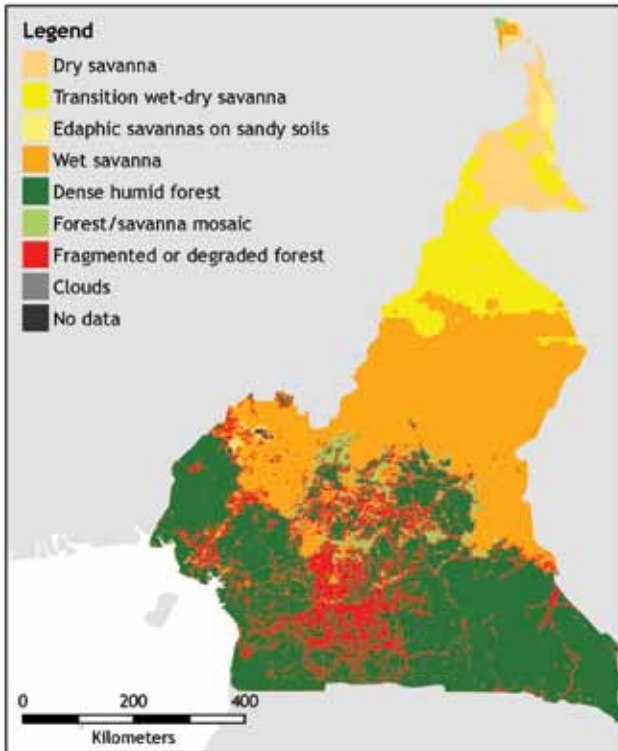 Legend
Dry savanna
Transition wet-dry savanna
Edaphic savannas on sandy soils
Wet savanna
Dense humid forest
Forest/savanna mosaic
Fragmented or degraded forest
Clouds
No data
0 200 400
Kilometers